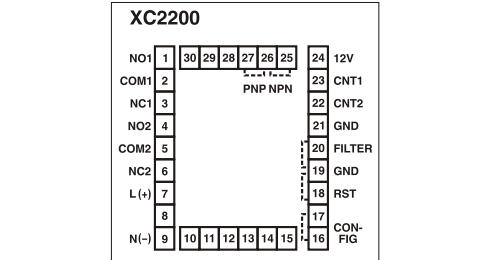 XC2200
NO1 1 30 29 28 27 26 25 24 12V
COM1 2 23 CNT1
PNP NPN
NC1 3 22 CNT2
NO2 4 21 GND
COM2 5 20 FILTER
NC2 6 19 GND
L (+) 7 18 RST
8 17
CON-
N(–) 9 10 11 12 13 14 15 16 FIG